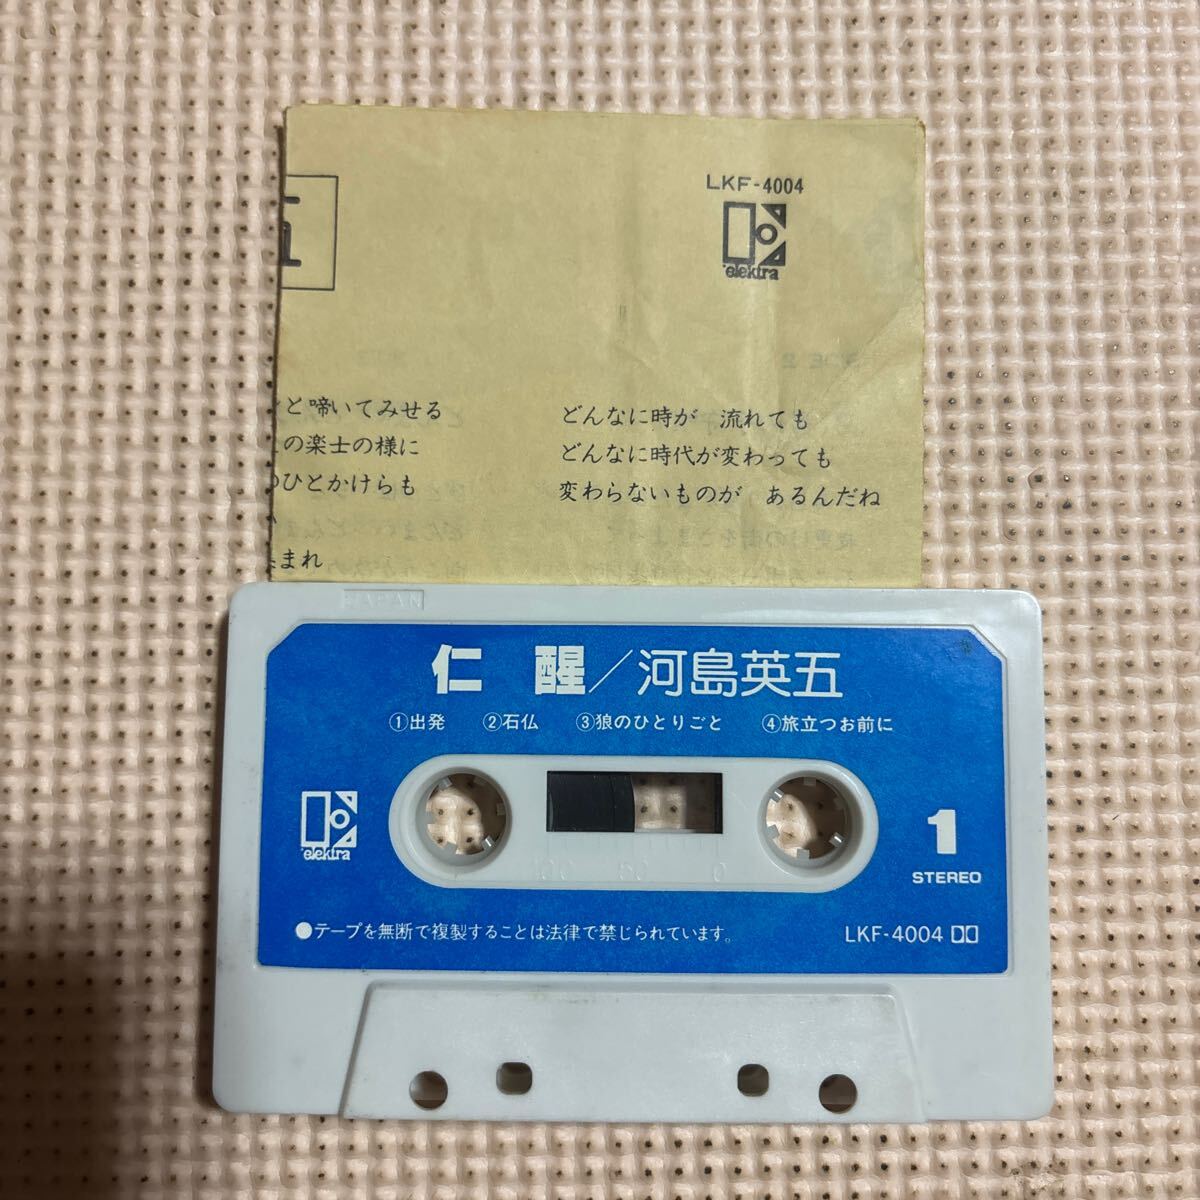 LKF-4004
elektra
と啼いてみせる
の楽士の様に
ひとかけらも
まれ
どんなに時が 流れても
どんなに時代が変わっても
変わらないものが あるんだね
JAPAN
仁 醒／河島英五
①出発 ②石仏 ③狼のひとりごと ④旅立つお前に
elektra
100 50 0
1
STEREO
●テープを無断で複製することは法律で禁じられています。
LKF-4004